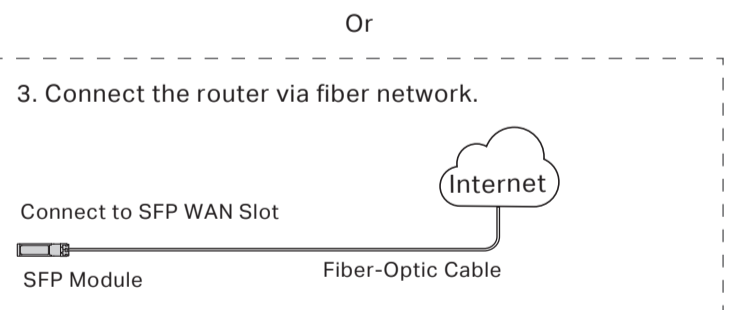 Or
3. Connect the router via fiber network.
Internet
Connect to SFP WAN Slot
SFP Module
Fiber-Optic Cable